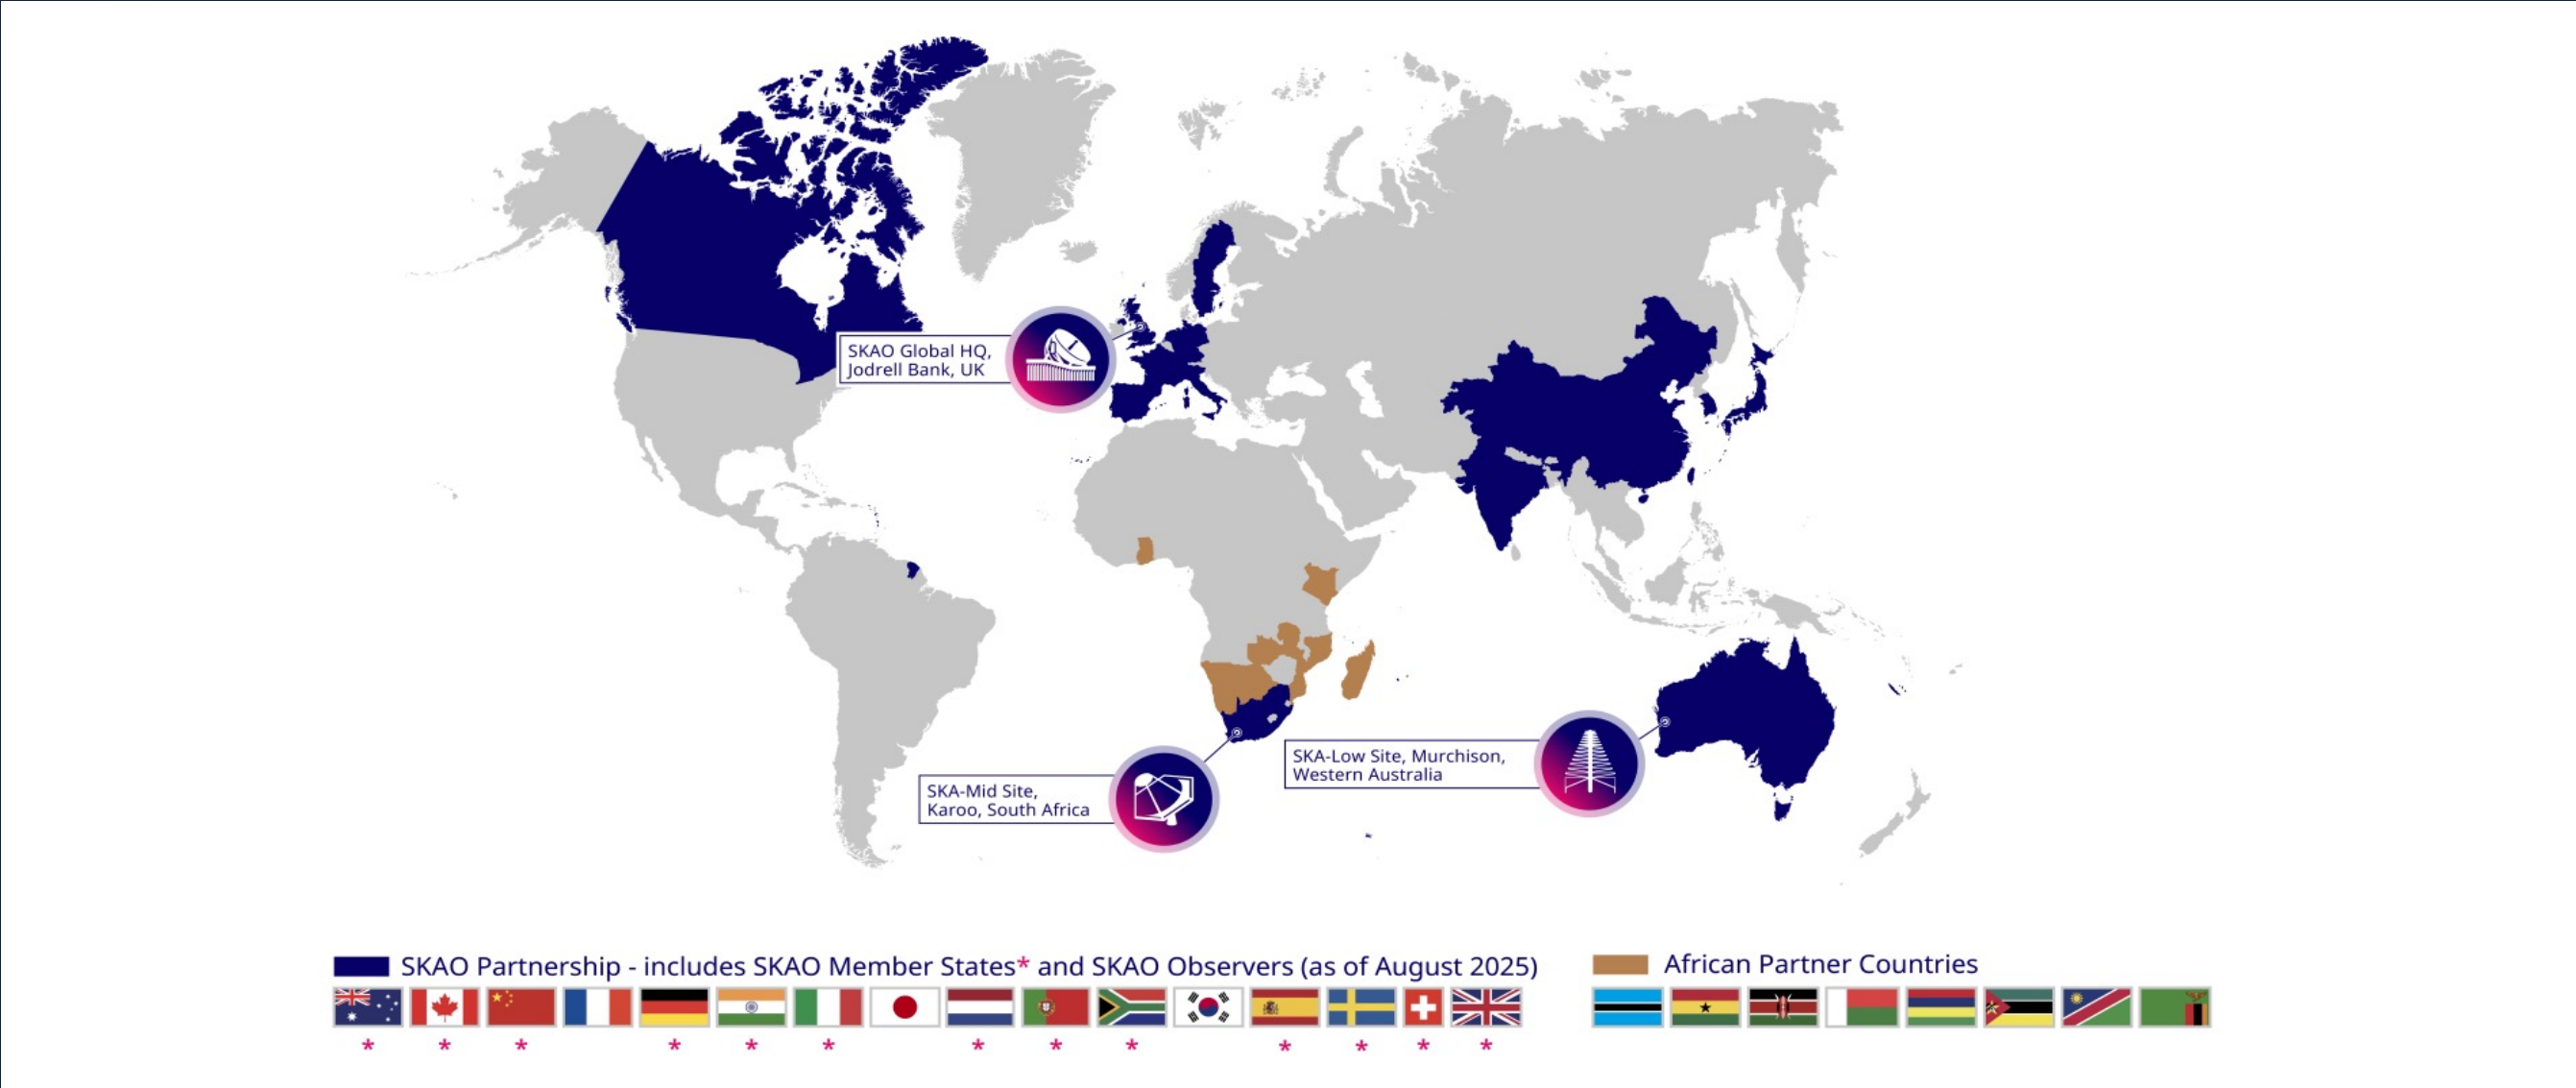 SKAO Global HQ,
Jodrell Bank, UK
SKA-Mid Site,
Karoo, South Africa
SKA-Low Site, Murchison,
Western Australia
SKAO Partnership - includes SKAO Member States* and SKAO Observers (as of August 2025)
African Partner Countries
* * * * * * * * * * * * *